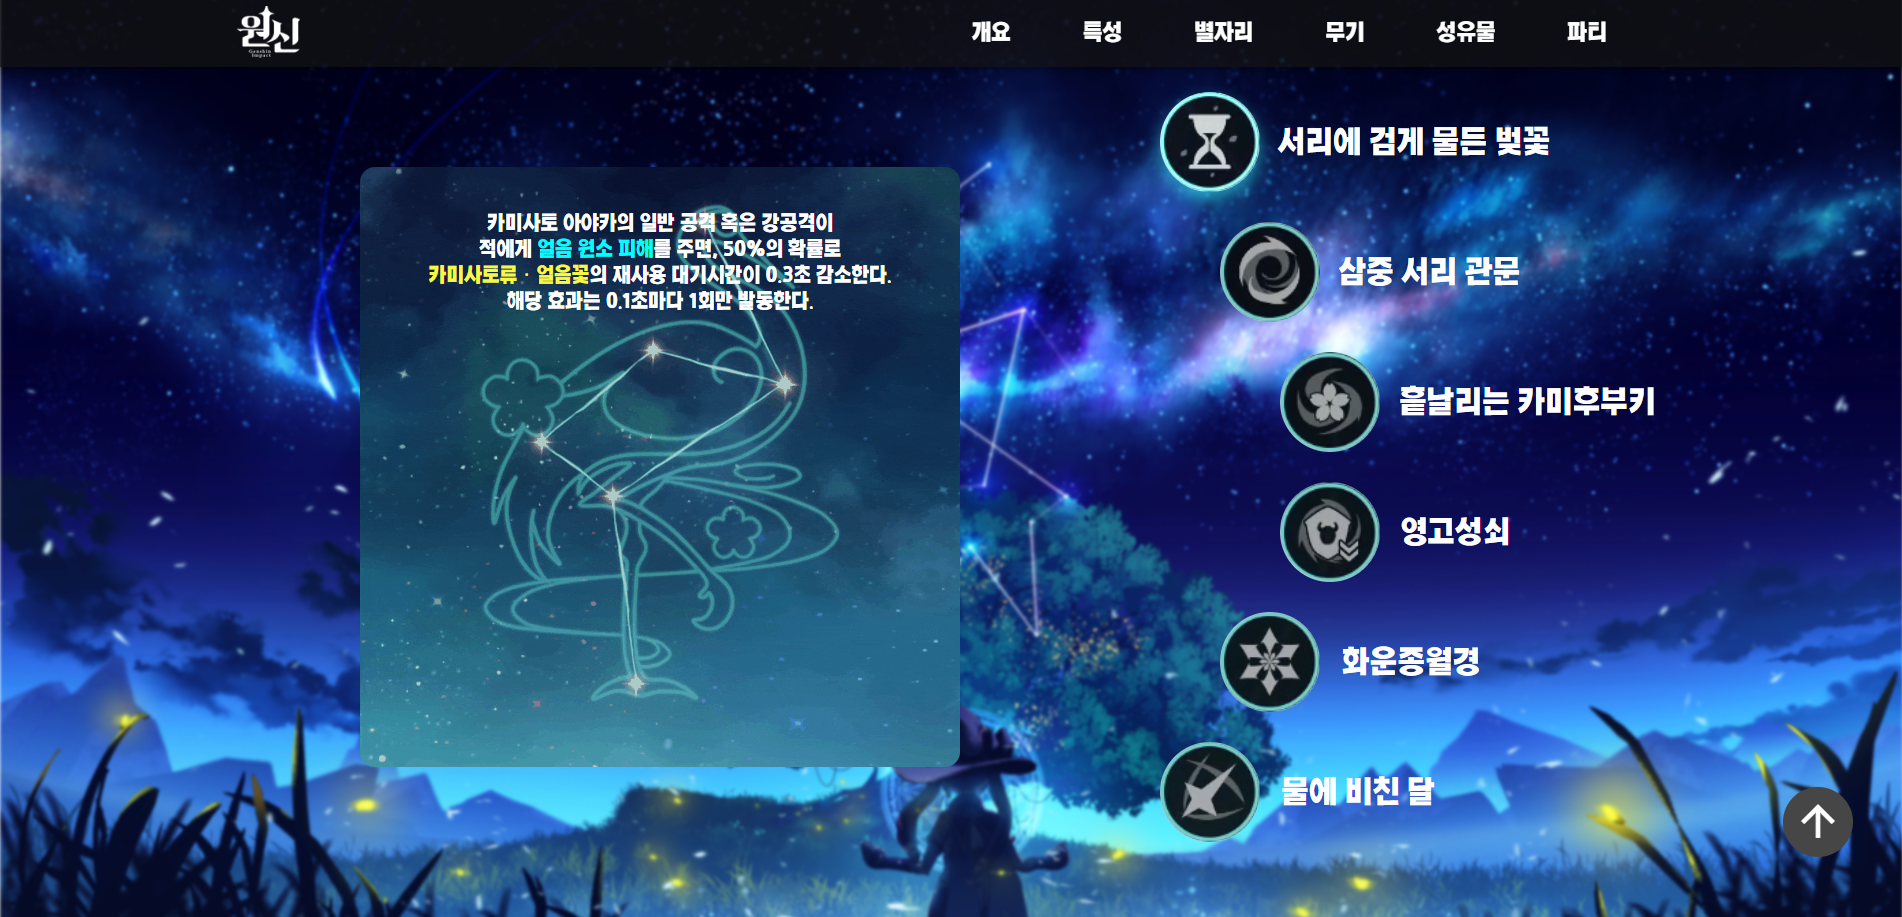 원신
Genshin
Impact
개요
특성
별자리
무기
성유물
파티
카미사토 아야카의 일반 공격 혹은 강공격이
적에게 얼음 원소 피해를 주면, 50%의 확률로
카미사토류 · 얼음꽃의 재사용 대기시간이 0.3초 감소한다.
해당 효과는 0.1초마다 1회만 발동한다.
서리에 검게 물든 벚꽃
삼중 서리 관문
흩날리는 카미후부키
영고성쇠
화운종월경
물에 비친 달